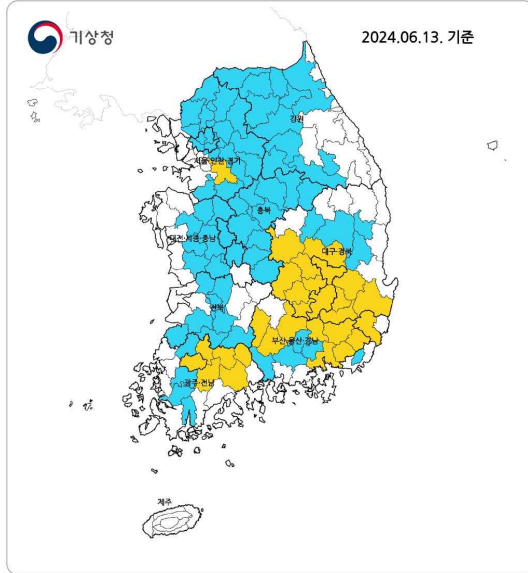 기상청
2024.06.13. 기준
강원
서울·인천·경기
충북
대전·세종·충남
대구·경북
전북
부산·울산·경남
광주·전남
제주